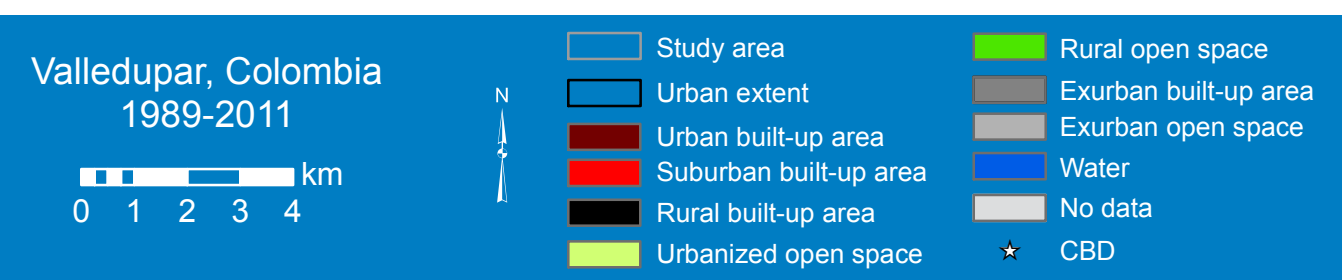 Valledupar, Colombia
1989-2011
km
0 1 2 3 4
N
Study area
Urban extent
Urban built-up area
Suburban built-up area
Rural built-up area
Urbanized open space
Rural open space
Exurban built-up area
Exurban open space
Water
No data
CBD